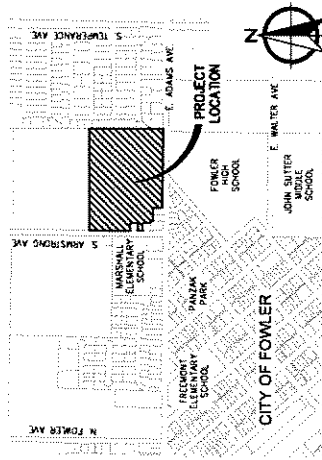 N
S. TEMPERANCE AVE
E. ADAMS AVE
PROJECT
LOCATION
E. WALTER AVE
S. ARMSTRONG AVE
MARSHALL
ELEMENTARY
SCHOOL
FOWLER
HIGH
SCHOOL
JOHN SUTTER
MIDDLE
SCHOOL
PANZAK
PARK
N. FOWLER AVE
FREEMONT
ELEMENTARY
SCHOOL
CITY OF FOWLER